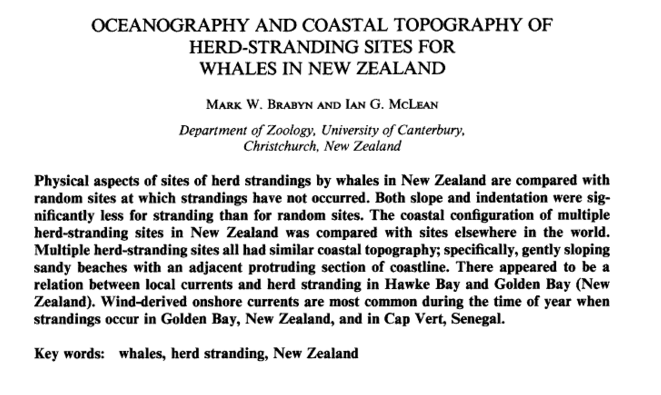 OCEANOGRAPHY AND COASTAL TOPOGRAPHY OF
HERD-STRANDING SITES FOR
WHALES IN NEW ZEALAND
MARK W. BRABYN AND IAN G. MCLEAN
Department of Zoology, University of Canterbury,
Christchurch, New Zealand
Physical aspects of sites of herd strandings by whales in New Zealand are compared with
random sites at which strandings have not occurred. Both slope and indentation were sig-
nificantly less for stranding than for random sites. The coastal configuration of multiple
herd-stranding sites in New Zealand was compared with sites elsewhere in the world.
Multiple herd-stranding sites all had similar coastal topography; specifically, gently sloping
sandy beaches with an adjacent protruding section of coastline. There appeared to be a
relation between local currents and herd stranding in Hawke Bay and Golden Bay (New
Zealand). Wind-derived onshore currents are most common during the time of year when
strandings occur in Golden Bay, New Zealand, and in Cap Vert, Senegal.
Key words: whales, herd stranding, New Zealand